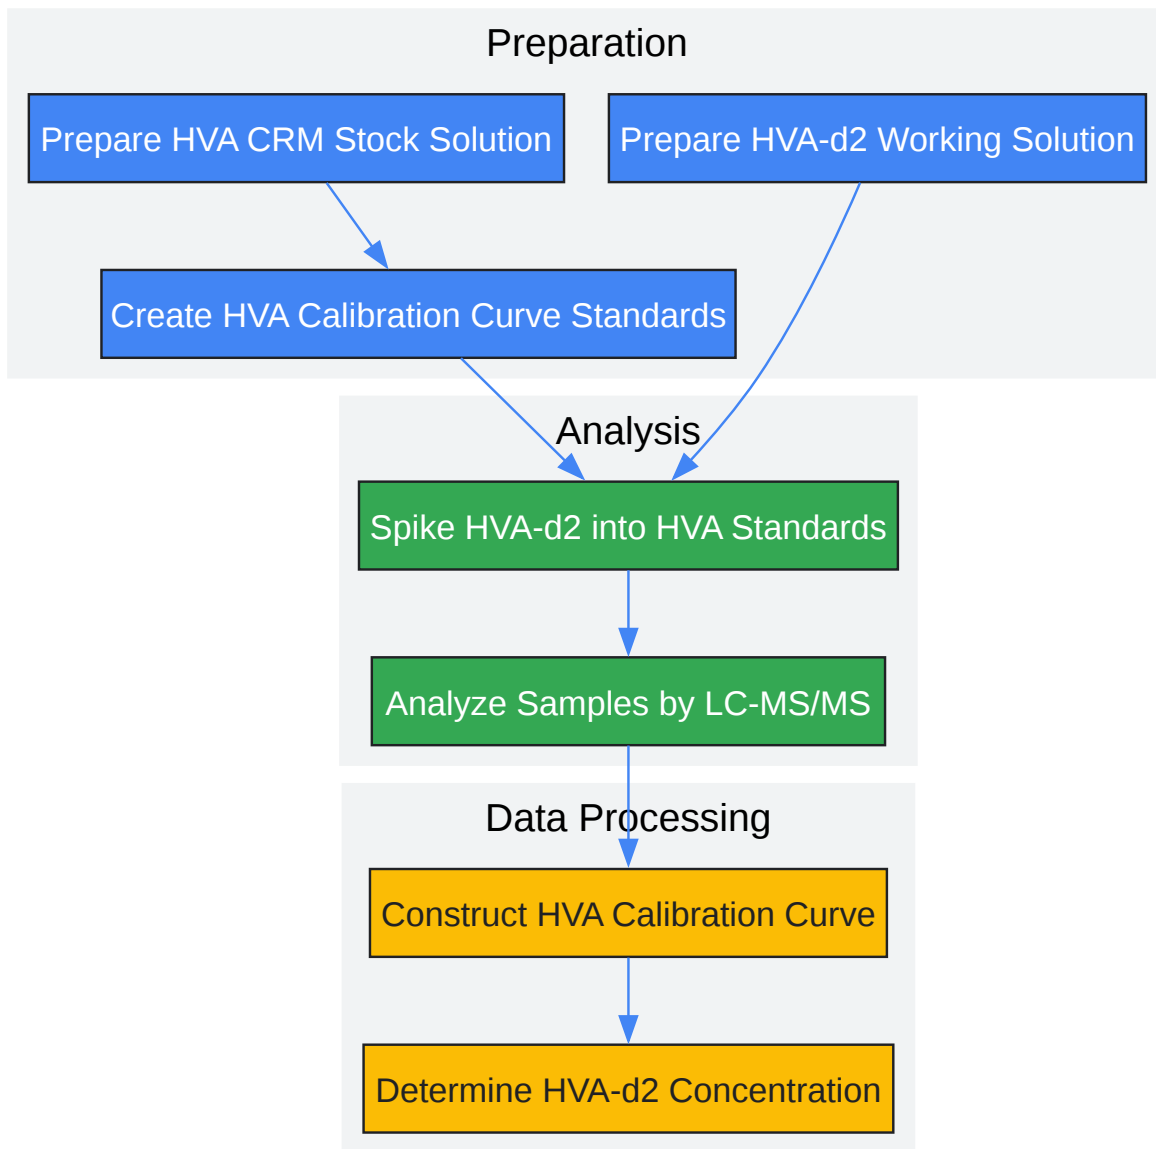 Preparation
Prepare HVA CRM Stock Solution
Prepare HVA-d2 Working Solution
Create HVA Calibration Curve Standards
Analysis
Spike HVA-d2 into HVA Standards
Analyze Samples by LC-MS/MS
Data Processing
Construct HVA Calibration Curve
Determine HVA-d2 Concentration